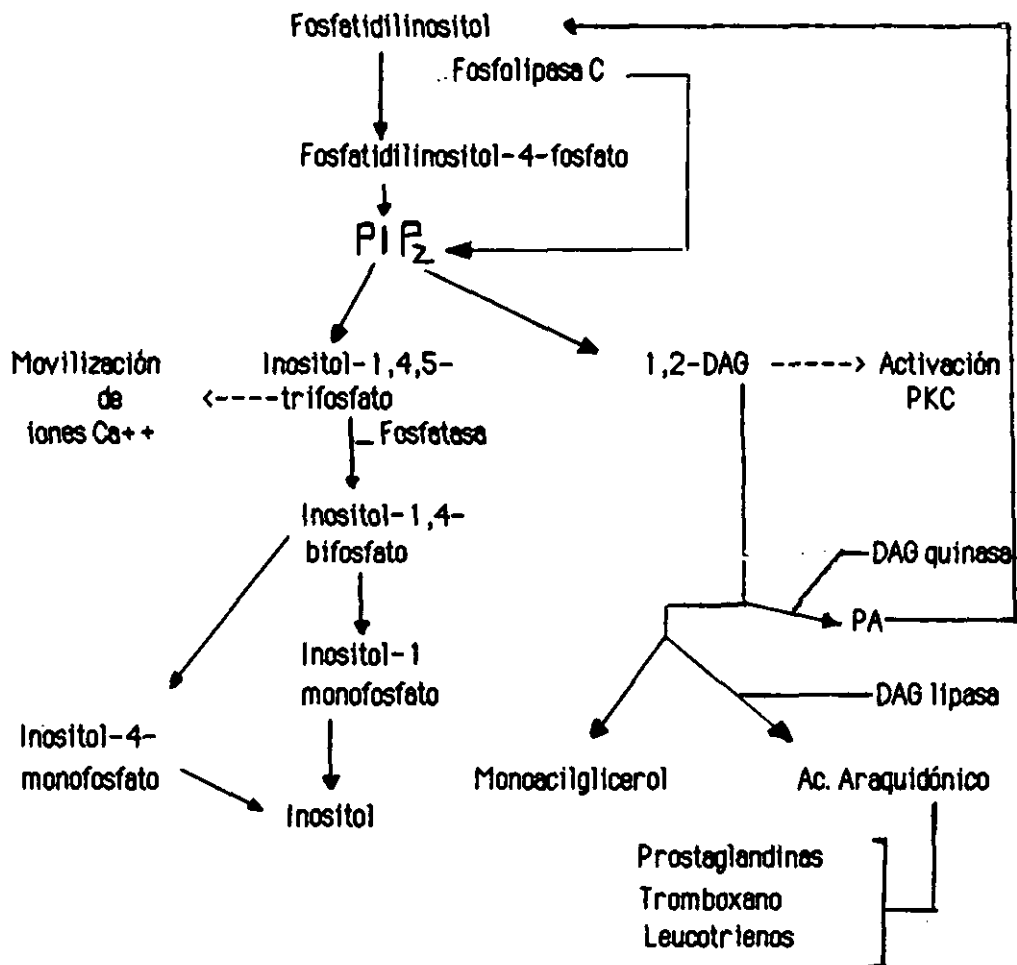 Fosfatidilinositol
Fosfolipasa C
Fosfatidilinositol-4-fosfato
PIP2
Movilización
de
iones Ca++
Inositol-1,4,5-
trifosfato
1,2-DAG
Activación
PKC
Fosfatasa
Inositol-1,4-
bifosfato
DAG quinasa
PA
Inositol-1
monofosfato
DAG lipasa
Inositol-4-
monofosfato
Monoacilglicerol
Ac. Araquidónico
Inositol
Prostaglandinas
Tromboxano
Leucotrienos